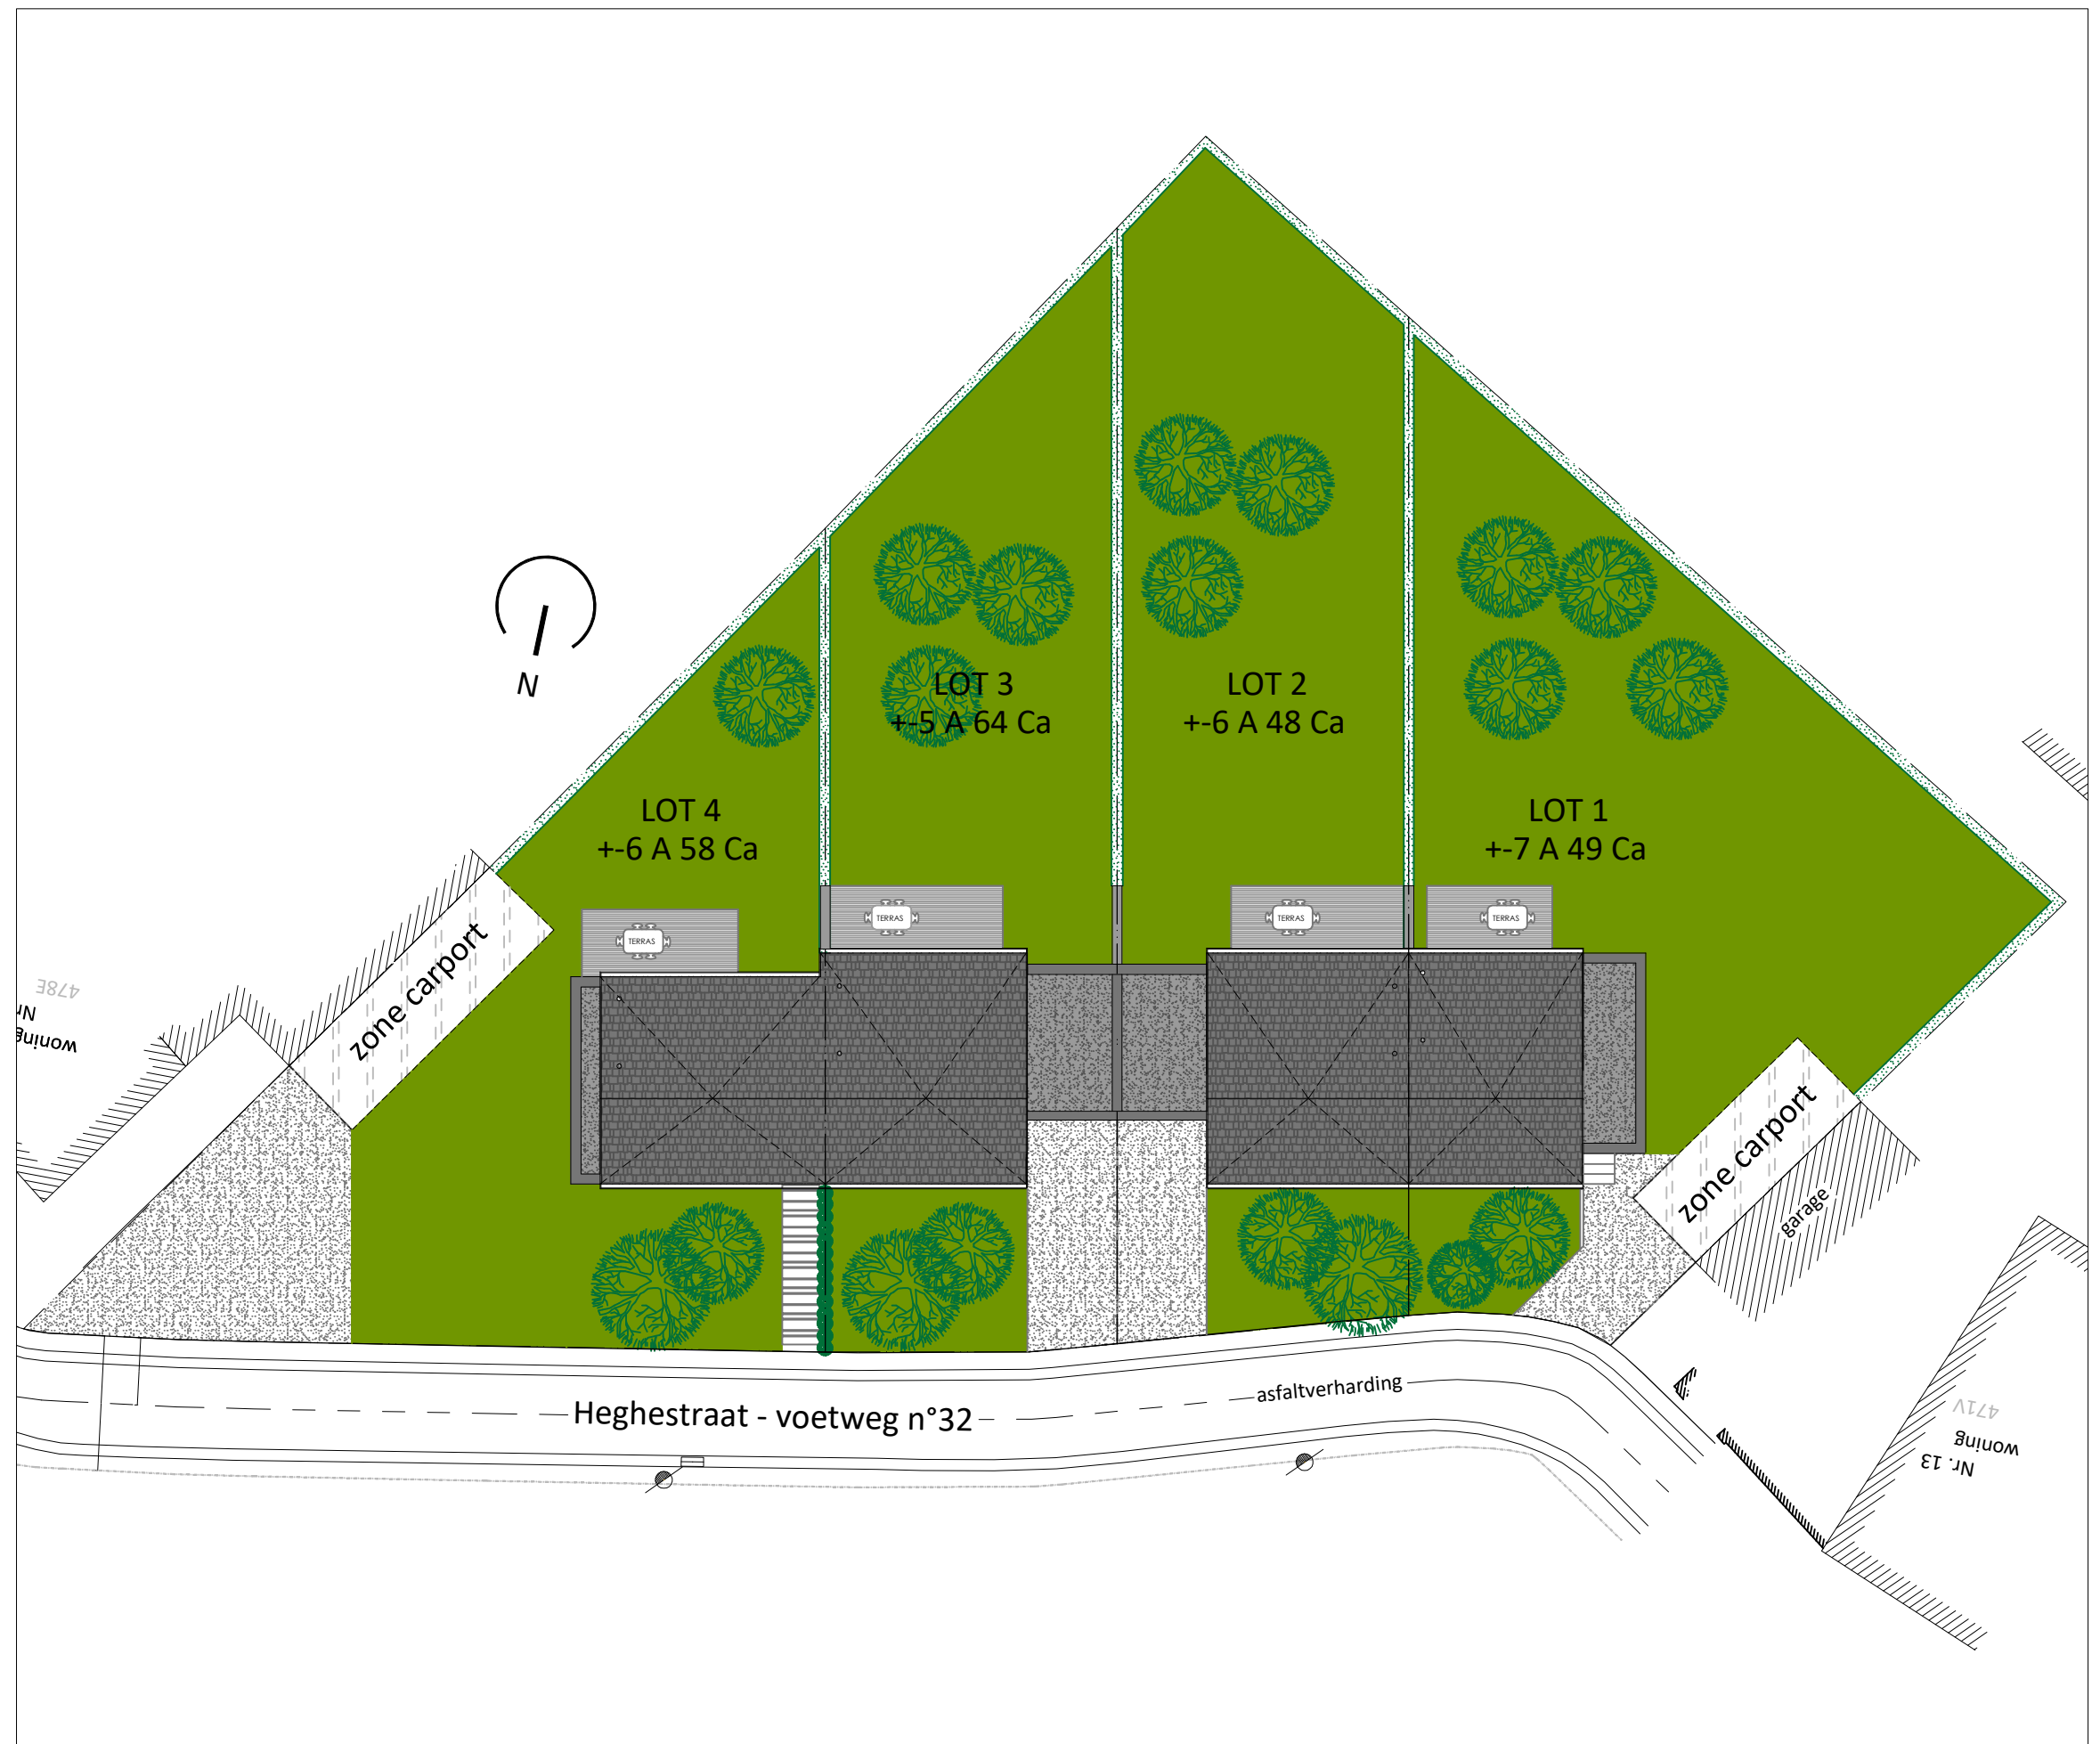 N
LOT 3
+-5 A 64 Ca
LOT 2
+-6 A 48 Ca
LOT 4
+-6 A 58 Ca
LOT 1
+-7 A 49 Ca
TERRAS
TERRAS
TERRAS
TERRAS
zone carport
478E
Nr
woning
zone carport
garage
Heghestraat - voetweg n°32
asfaltverharding
471V
woning
Nr. 13